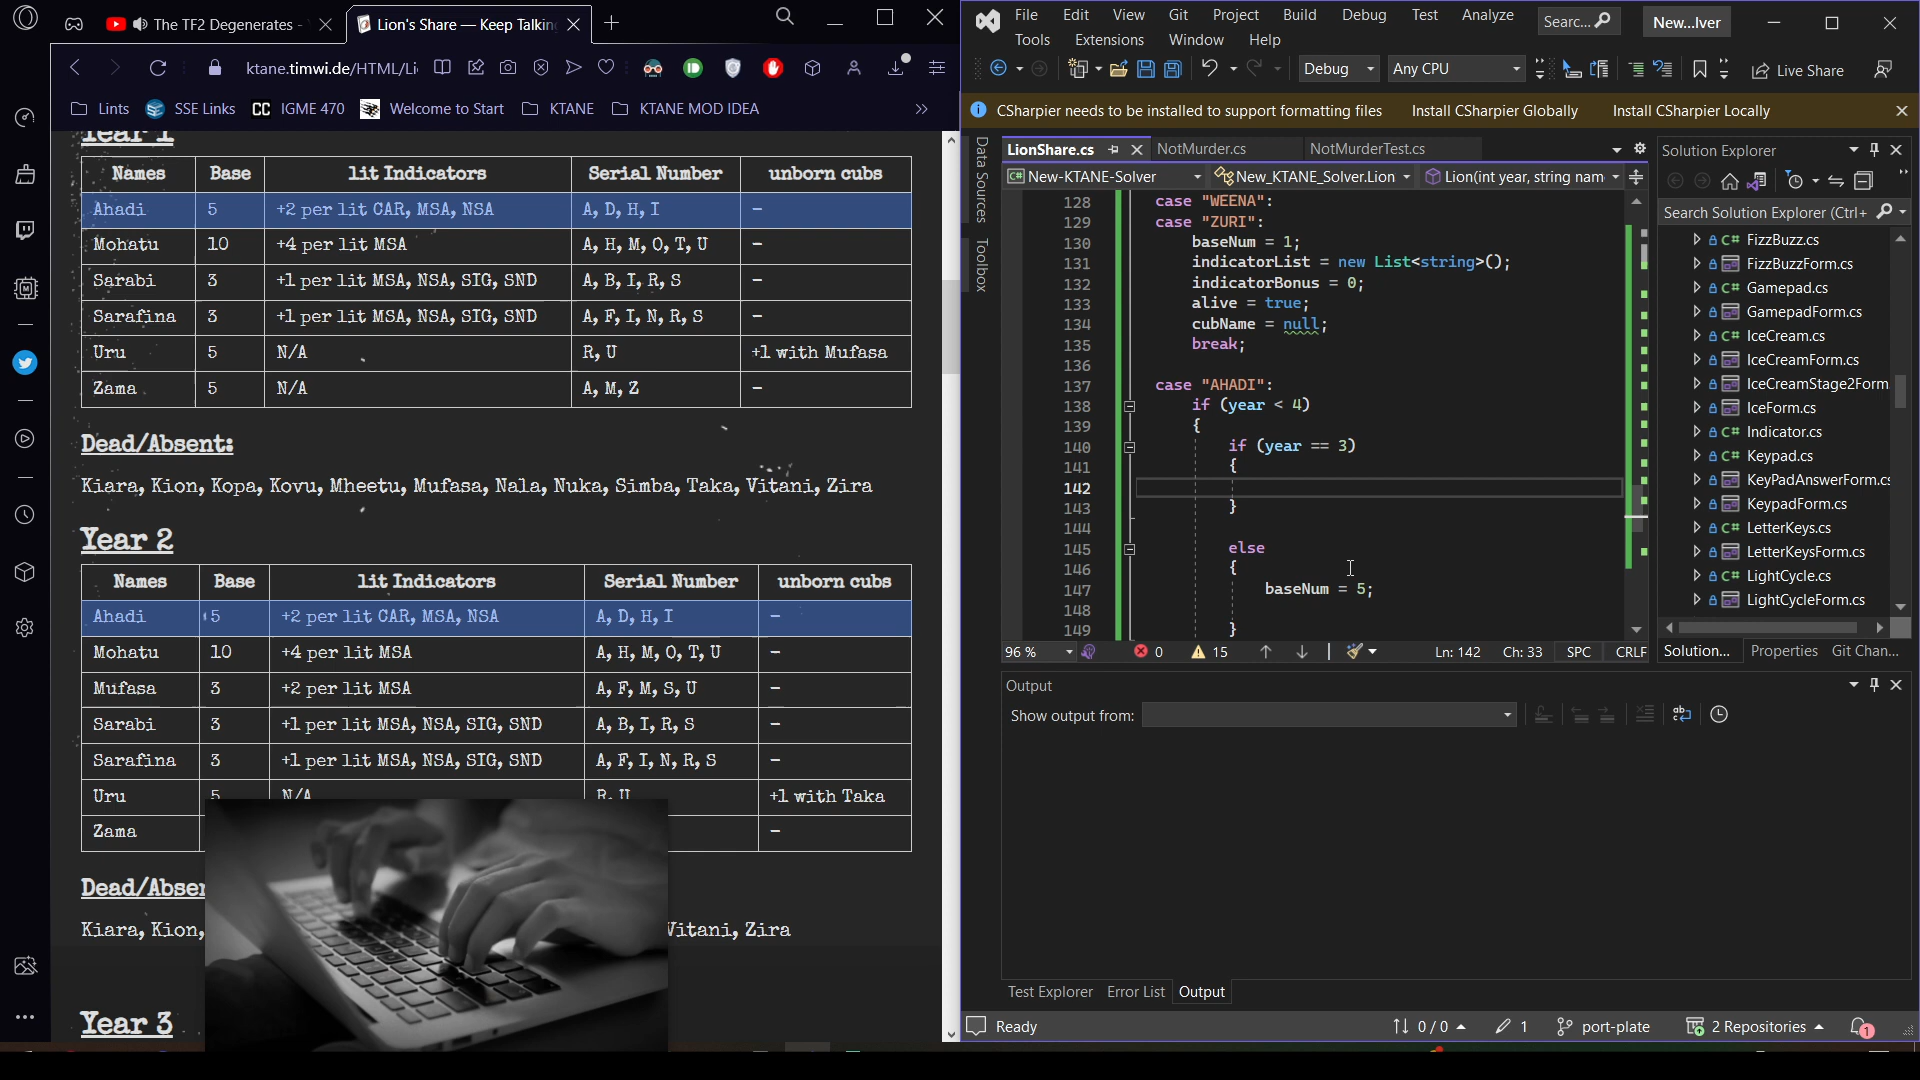 The TF2 Degenerates -
Lion's Share — Keep Talkin
ktane.timwi.de/HTML/Li
Lints
SSE Links
CC IGME 470
Welcome to Start
KTANE
KTANE MOD IDEA
Year 1
Names Base lit Indicators Serial Number unborn cubs
Ahadi 5 +2 per lit CAR, MSA, NSA A, D, H, I -
Mohatu 10 +4 per lit MSA A, H, M, O, T, U -
Sarabi 3 +1 per lit MSA, NSA, SIG, SND A, B, I, R, S -
Sarafina 3 +1 per lit MSA, NSA, SIG, SND A, F, I, N, R, S -
Uru 5 N/A R, U +1 with Mufasa
Zama 5 N/A A, M, Z -
Dead/Absent:
Kiara, Kion, Kopa, Kovu, Mheetu, Mufasa, Nala, Nuka, Simba, Taka, Vitani, Zira
Year 2
Names Base lit Indicators Serial Number unborn cubs
Ahadi 5 +2 per lit CAR, MSA, NSA A, D, H, I -
Mohatu 10 +4 per lit MSA A, H, M, O, T, U -
Mufasa 3 +2 per lit MSA A, F, M, S, U -
Sarabi 3 +1 per lit MSA, NSA, SIG, SND A, B, I, R, S -
Sarafina 3 +1 per lit MSA, NSA, SIG, SND A, F, I, N, R, S -
Uru 5 N/A R, U +1 with Taka
Zama -
Dead/Absen
Kiara, Kion, Vitani, Zira
Year 3
File Edit View Git Project Build Debug Test Analyze
Tools Extensions Window Help
Searc...
New...lver
Debug
Any CPU
Live Share
CSharpier needs to be installed to support formatting files Install CSharpier Globally Install CSharpier Locally
Data Sources
Toolbox
LionShare.cs
NotMurder.cs
NotMurderTest.cs
C# New-KTANE-Solver
New_KTANE_Solver.Lion
Lion(int year, string name
128 case "WEENA":
129 case "ZURI":
130 baseNum = 1;
131 indicatorList = new List<string>();
132 indicatorBonus = 0;
133 alive = true;
134 cubName = null;
135 break;
136
137 case "AHADI":
138 if (year < 4)
139 {
140 if (year == 3)
141 {
142
143 }
144
145 else
146 {
147 baseNum = 5;
148
149 }
96 %
0
15
Ln: 142 Ch: 33 SPC CRLF
Solution Explorer
Search Solution Explorer (Ctrl+
C# FizzBuzz.cs
FizzBuzzForm.cs
C# Gamepad.cs
GamepadForm.cs
C# IceCream.cs
IceCreamForm.cs
IceCreamStage2Form.
IceForm.cs
C# Indicator.cs
C# Keypad.cs
KeyPadAnswerForm.cs
KeypadForm.cs
C# LetterKeys.cs
LetterKeysForm.cs
C# LightCycle.cs
LightCycleForm.cs
Solution... Properties Git Chan...
Output
Show output from:
Test Explorer Error List Output
Ready
0 / 0
1
port-plate
2 Repositories
1